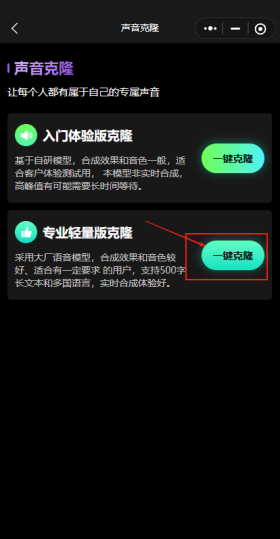 声音克隆
声音克隆
让每个人都有属于自己的专属声音
入门体验版克隆
基于自研模型，合成效果和音色一般，适
合客户体验测试用， 本模型非实时合成，
高峰值有可能需要长时间等待。
一键克隆
专业轻量版克隆
采用大厂语音模型，合成效果和音色较
好、适合有一定要求 的用户，支持500字
长文本和多国语言，实时合成体验好。
一键克隆